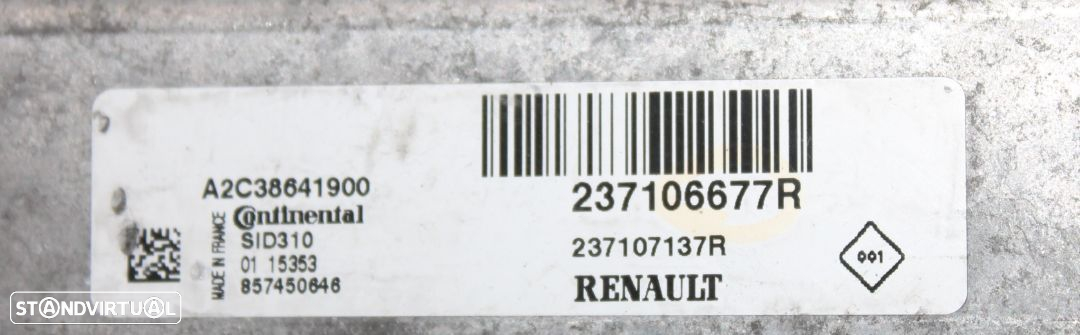 A2C38641900
Continental
SID310
01 15353
857450646
MADE IN FRANCE
237106677R
237107137R
RENAULT
001
STANDVIRTUAL